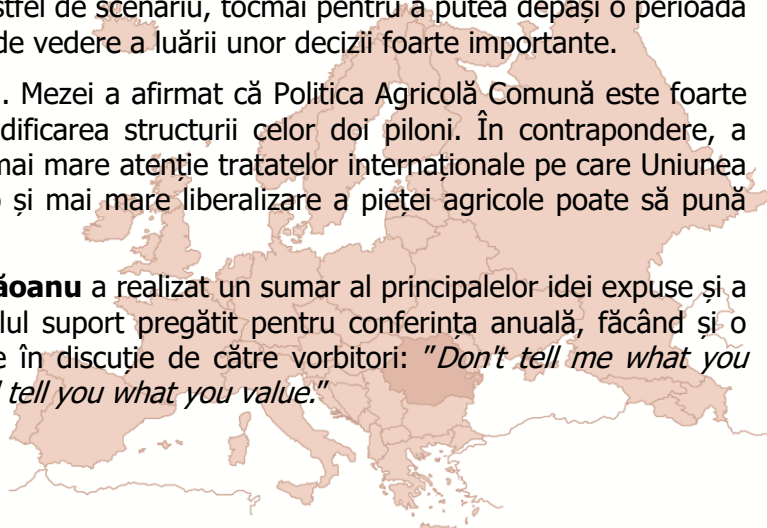 stfel de scenariu, tocmai pentru a putea depăși o perioadă
de vedere a luării unor decizii foarte importante.
. Mezei a afirmat că Politica Agricolă Comună este foarte
dificarea structurii celor doi piloni. În contrapondere, a
mai mare atenție tratatelor internaționale pe care Uniunea
și mai mare liberalizare a pieței agricole poate să pună
ăoanu a realizat un sumar al principalelor idei expuse și a
lul suport pregătit pentru conferința anuală, făcând și o
e în discuție de către vorbitori: "Don't tell me what you
tell you what you value."